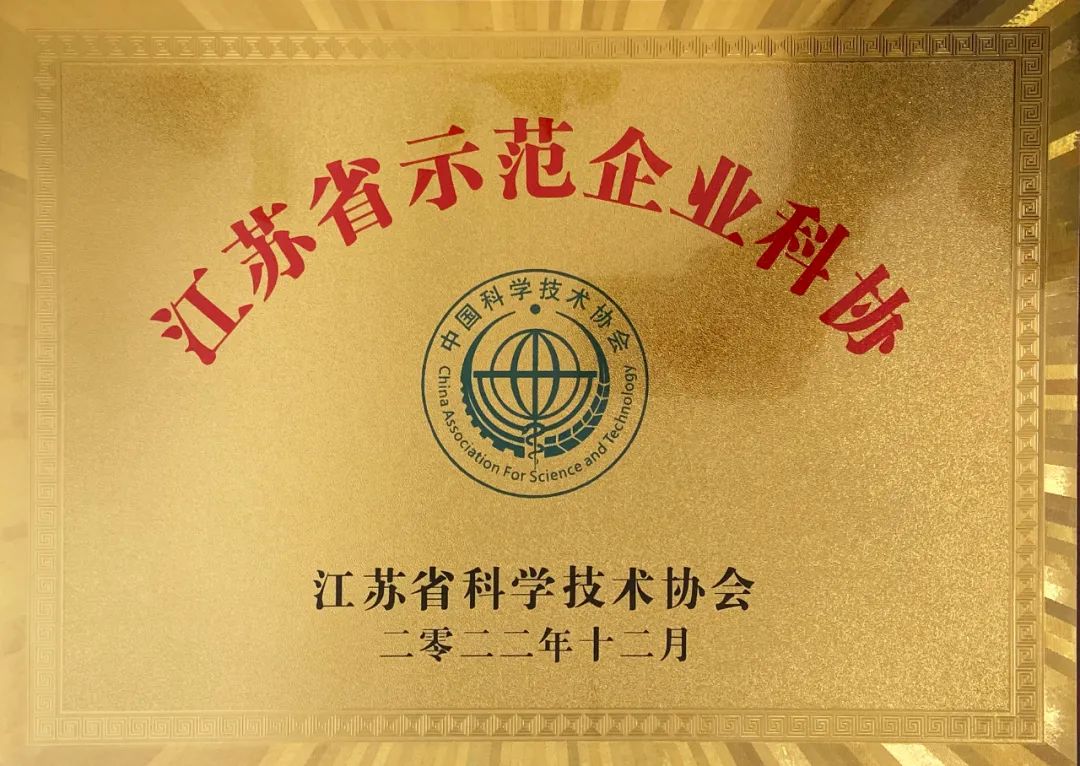 江苏省示范企业科协
中国科学技术协会
China Association For Science and Technology
江苏省科学技术协会
二零二二年十二月